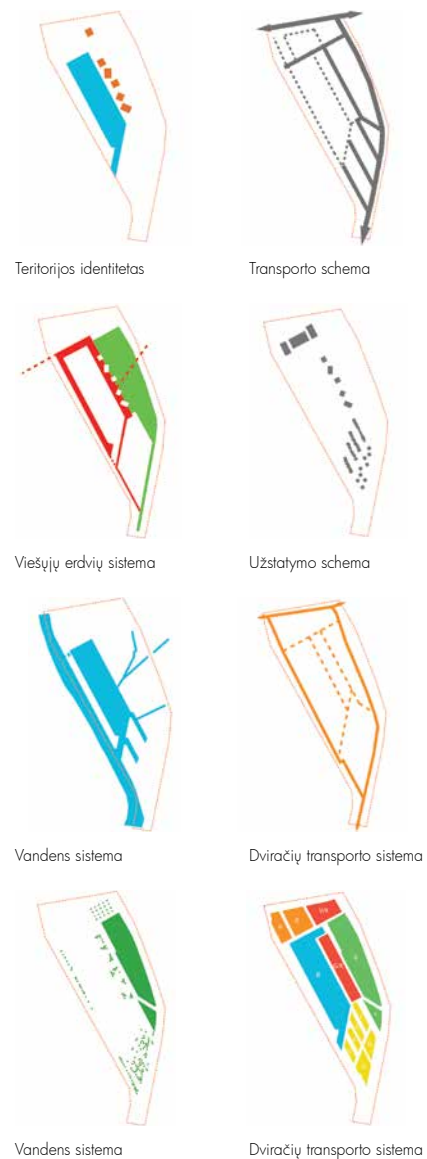 Teritorijos identitetas
Transporto schema
Viešųjų erdvių sistema
Užstatymo schema
Vandens sistema
Dviračių transporto sistema
Vandens sistema
Dviračių transporto sistema